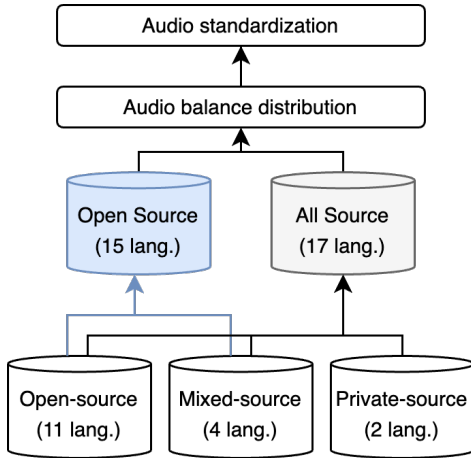 Audio standardization
Audio balance distribution
Open Source
(15 lang.)
All Source
(17 lang.)
Open-source
(11 lang.)
Mixed-source
(4 lang.)
Private-source
(2 lang.)